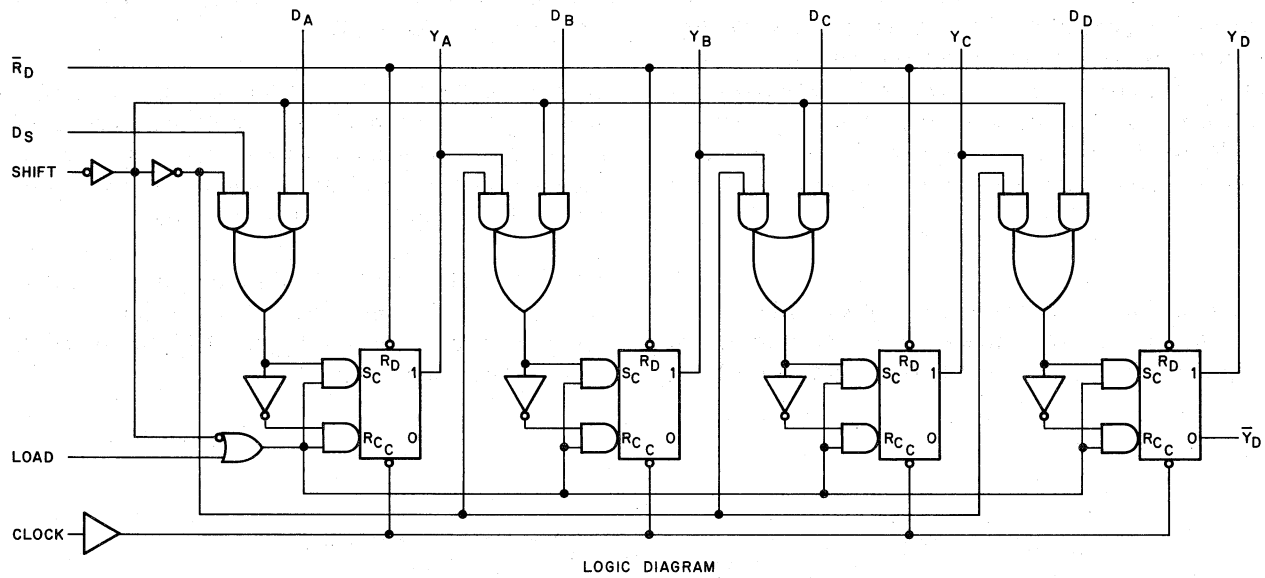 D_A D_B D_C D_D
Y_A Y_B Y_C Y_D
R̅_D
D_S
SHIFT
R_D R_D R_D R_D
S_C 1 S_C 1 S_C 1 S_C 1
R_C C 0 R_C C 0 R_C C 0 R_C C 0 Y̅_D
LOAD
CLOCK
LOGIC DIAGRAM